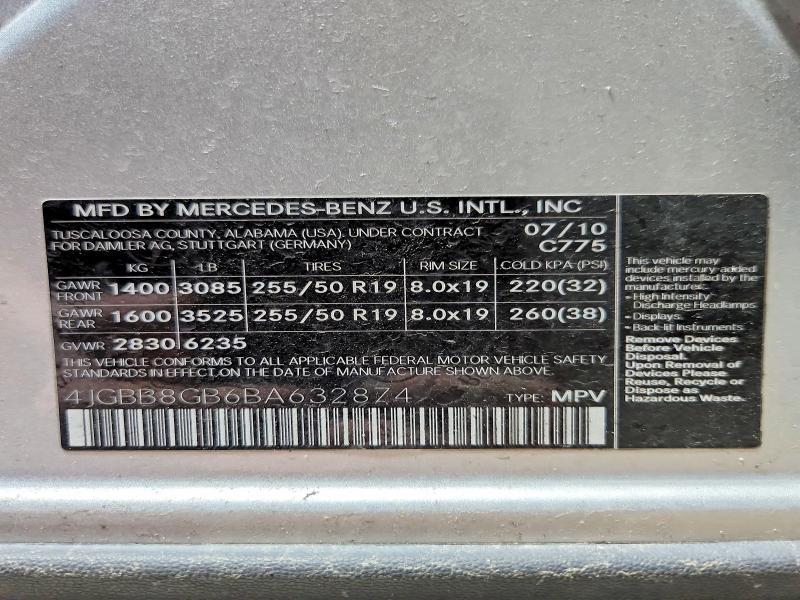 MFD BY MERCEDES-BENZ U.S. INTL., INC
TUSCALOOSA COUNTY, ALABAMA (USA). UNDER CONTRACT 07/10
FOR DAIMLER AG, STUTTGART (GERMANY) C775
KG LB TIRES RIM SIZE COLD KPA (PSI)
GAWR FRONT 1400 3085 255/50 R19 8.0x19 220(32)
GAWR REAR 1600 3525 255/50 R19 8.0x19 260(38)
GVWR 2830 6235
THIS VEHICLE CONFORMS TO ALL APPLICABLE FEDERAL MOTOR VEHICLE SAFETY
STANDARDS IN EFFECT ON THE DATE OF MANUFACTURE SHOWN ABOVE.
4JGBB8GB6BA632874 TYPE: MPV
This vehicle may
include mercury added
devices installed by the
manufacturer:
- High Intensity
Discharge Headlamps
- Displays
- Back-lit Instruments
Remove Devices
Before Vehicle
Disposal.
Upon Removal
of Devices Please
Reuse, Recycle or
Dispose as
Hazardous Waste.